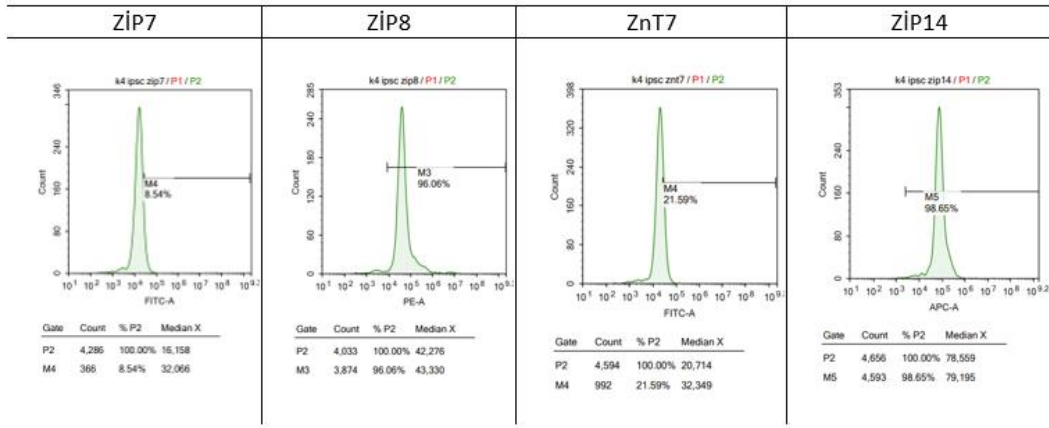 ZİP7
ZİP8
ZnT7
ZİP14
k4 ipsc zip7 / P1 / P2
346
240
160
80
0
Count
M4
8.54%
10¹ 10² 10³ 10⁴ 10⁵ 10⁶ 10⁷ 10⁸ 10⁹·²
FITC-A
Gate Count % P2 Median X
P2 4,286 100.00% 16,158
M4 366 8.54% 32,066
k4 ipsc zip8 / P1 / P2
285
240
180
120
60
0
Count
M3
96.06%
10¹ 10² 10³ 10⁴ 10⁵ 10⁶ 10⁷ 10⁸ 10⁹·²
PE-A
Gate Count % P2 Median X
P2 4,033 100.00% 42,276
M3 3,874 96.06% 43,330
k4 ipsc znt7 / P1 / P2
398
320
240
160
80
0
Count
M4
21.59%
10¹ 10² 10³ 10⁴ 10⁵ 10⁶ 10⁷ 10⁸ 10⁹·²
FITC-A
Gate Count % P2 Median X
P2 4,594 100.00% 20,714
M4 992 21.59% 32,349
k4 ipsc zip14 / P1 / P2
353
240
160
80
0
Count
M5
98.65%
10¹ 10² 10³ 10⁴ 10⁵ 10⁶ 10⁷ 10⁸ 10⁹·²
APC-A
Gate Count % P2 Median X
P2 4,656 100.00% 78,559
M5 4,593 98.65% 79,195